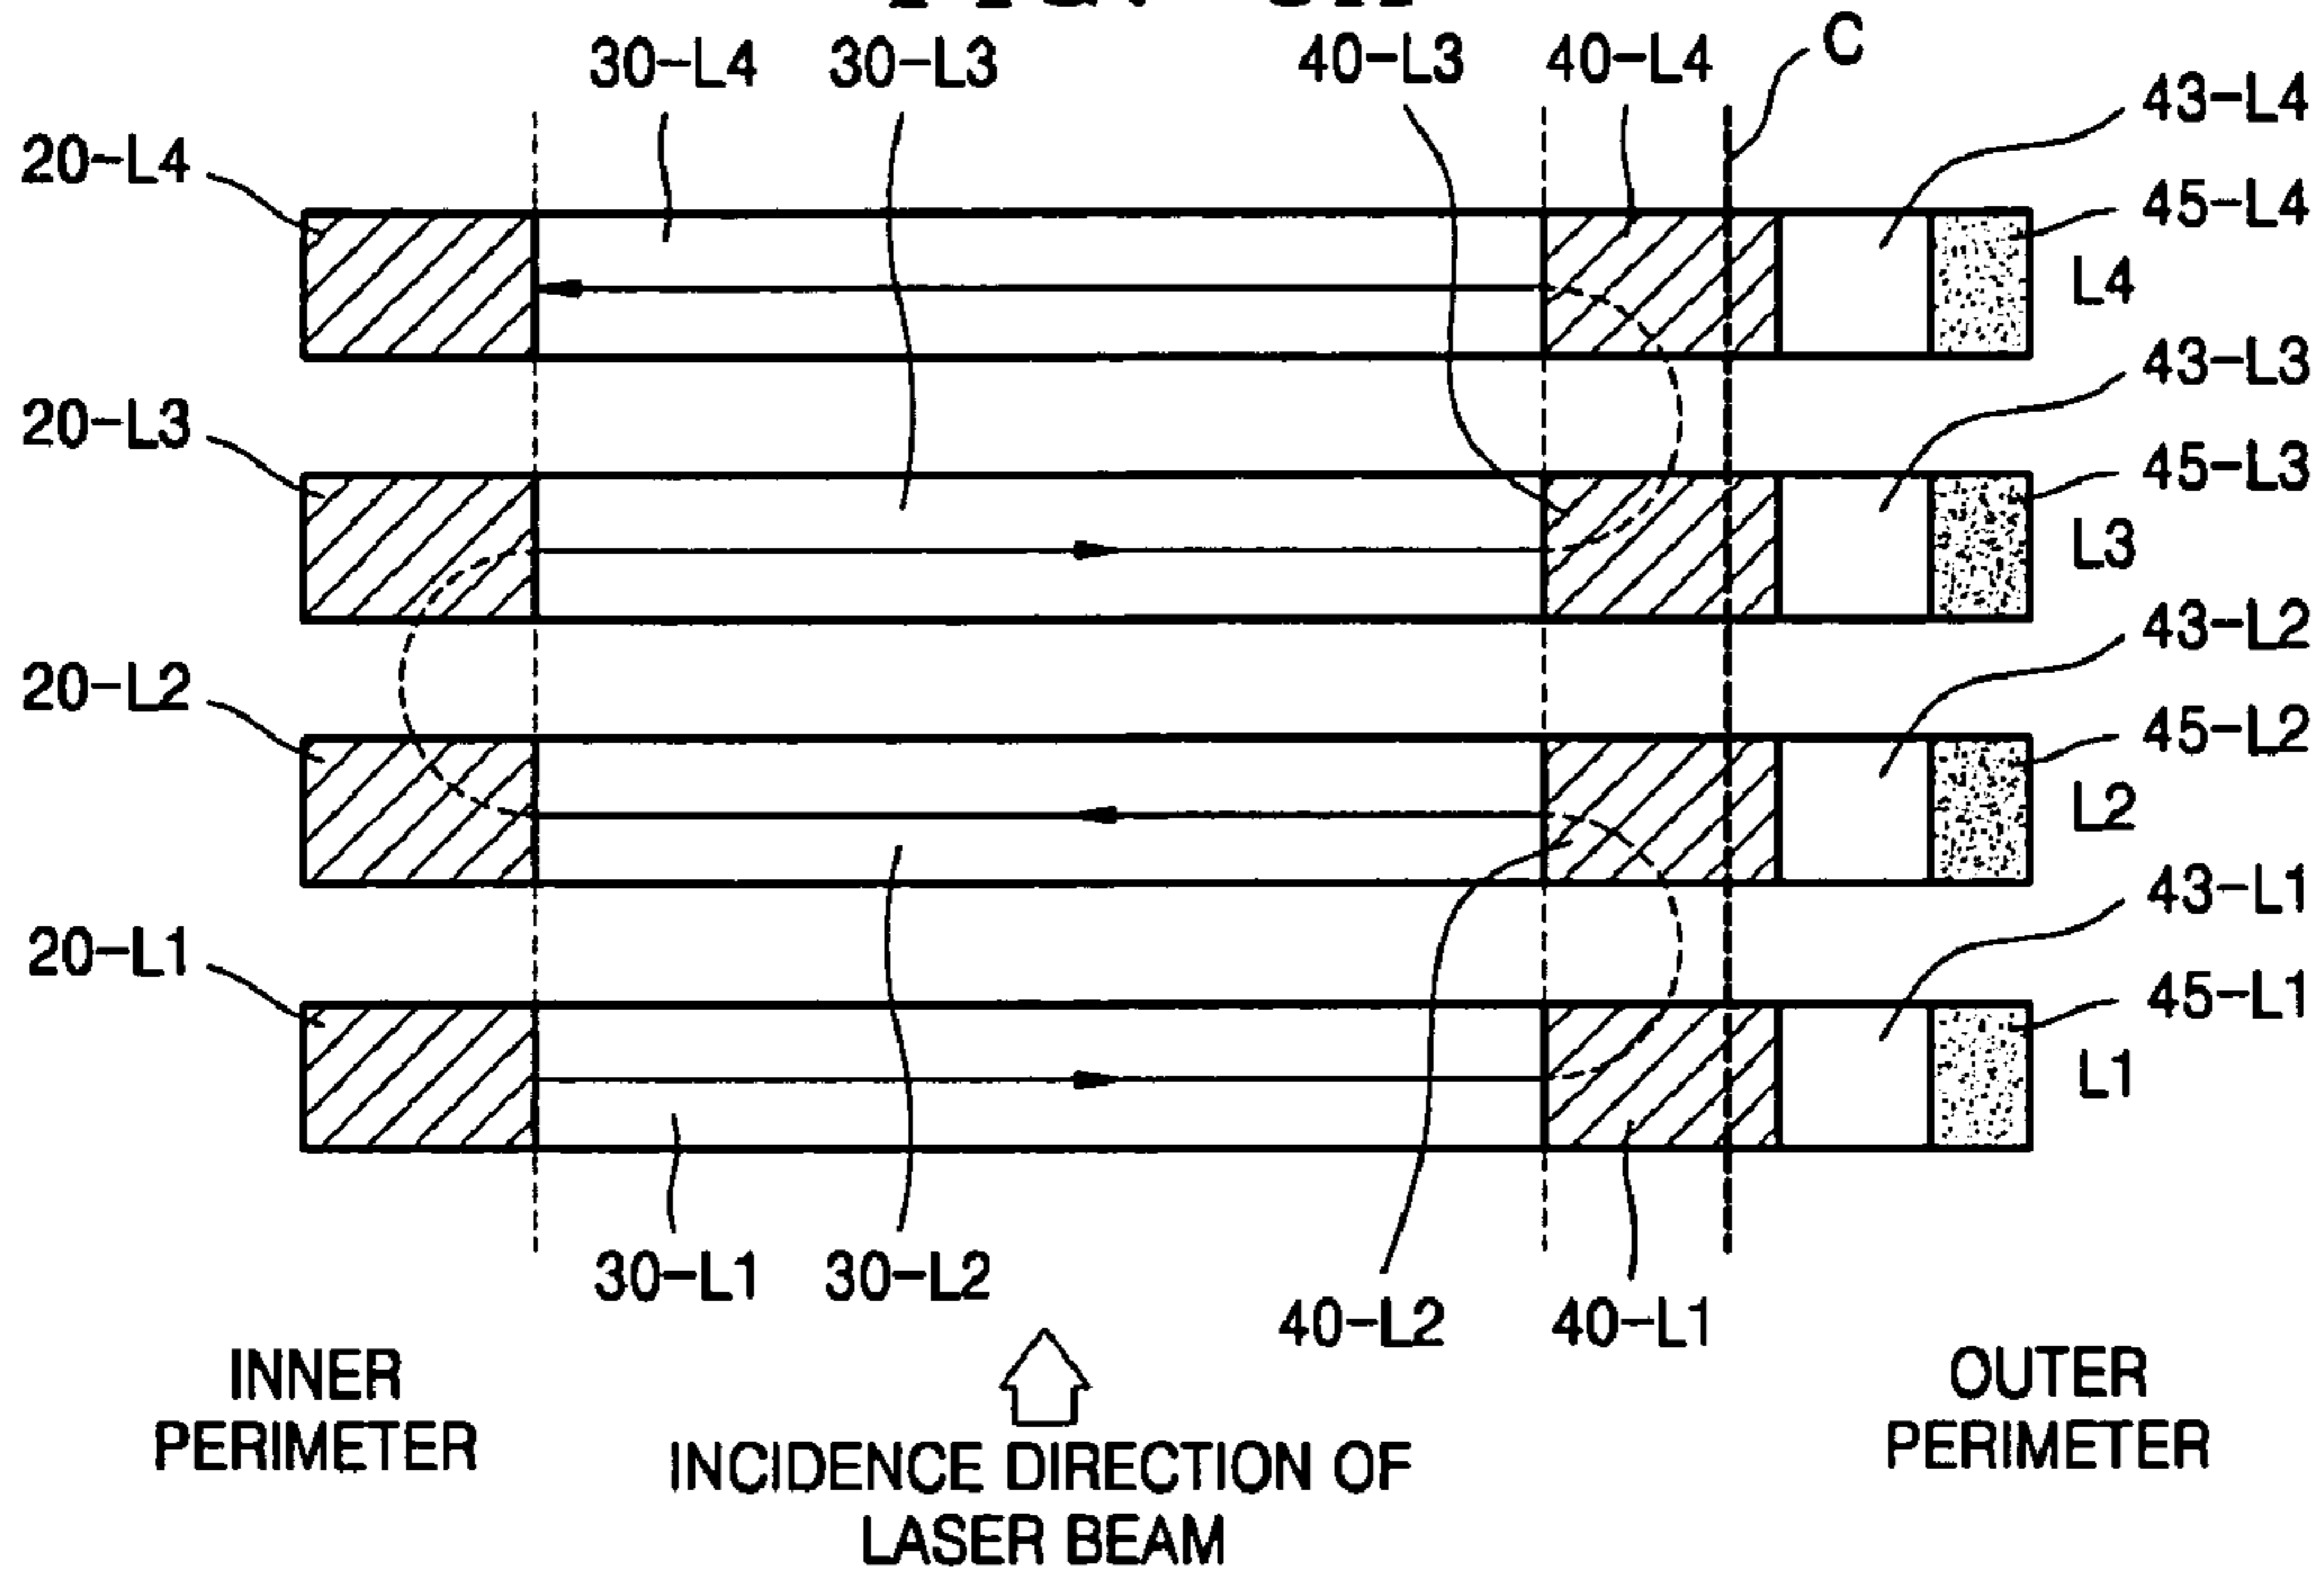 30-L4 30-L3 40-L3 40-L4 C
43-L4
20-L4
45-L4
L4
43-L3
20-L3
45-L3
L3
43-L2
20-L2
45-L2
L2
43-L1
20-L1
45-L1
L1
30-L1 30-L2
40-L2 40-L1
INNER
PERIMETER
INCIDENCE DIRECTION OF
LASER BEAM
OUTER
PERIMETER